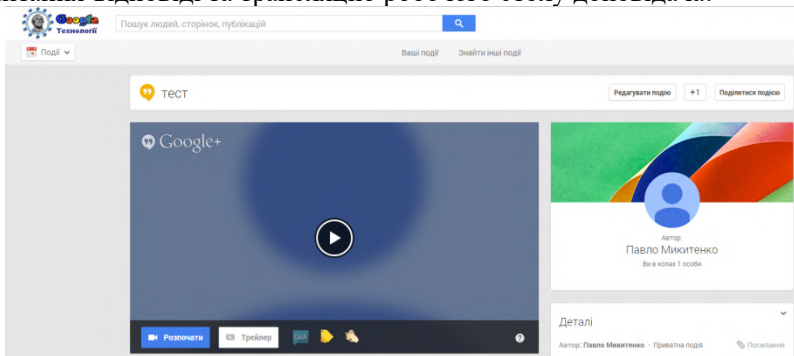 Google
Технології
Пошук людей, сторінок, публікацій
Події
Ваші події
Знайти інші події
тест
Редагувати подію
+1
Поділитися подією
Google+
Автор:
Павло Микитенко
Ви в колах 1 особи
Розпочати
Трейлер
Q&A
?
Деталі
Автор: Павло Микитенко - Приватна подія
Посилання